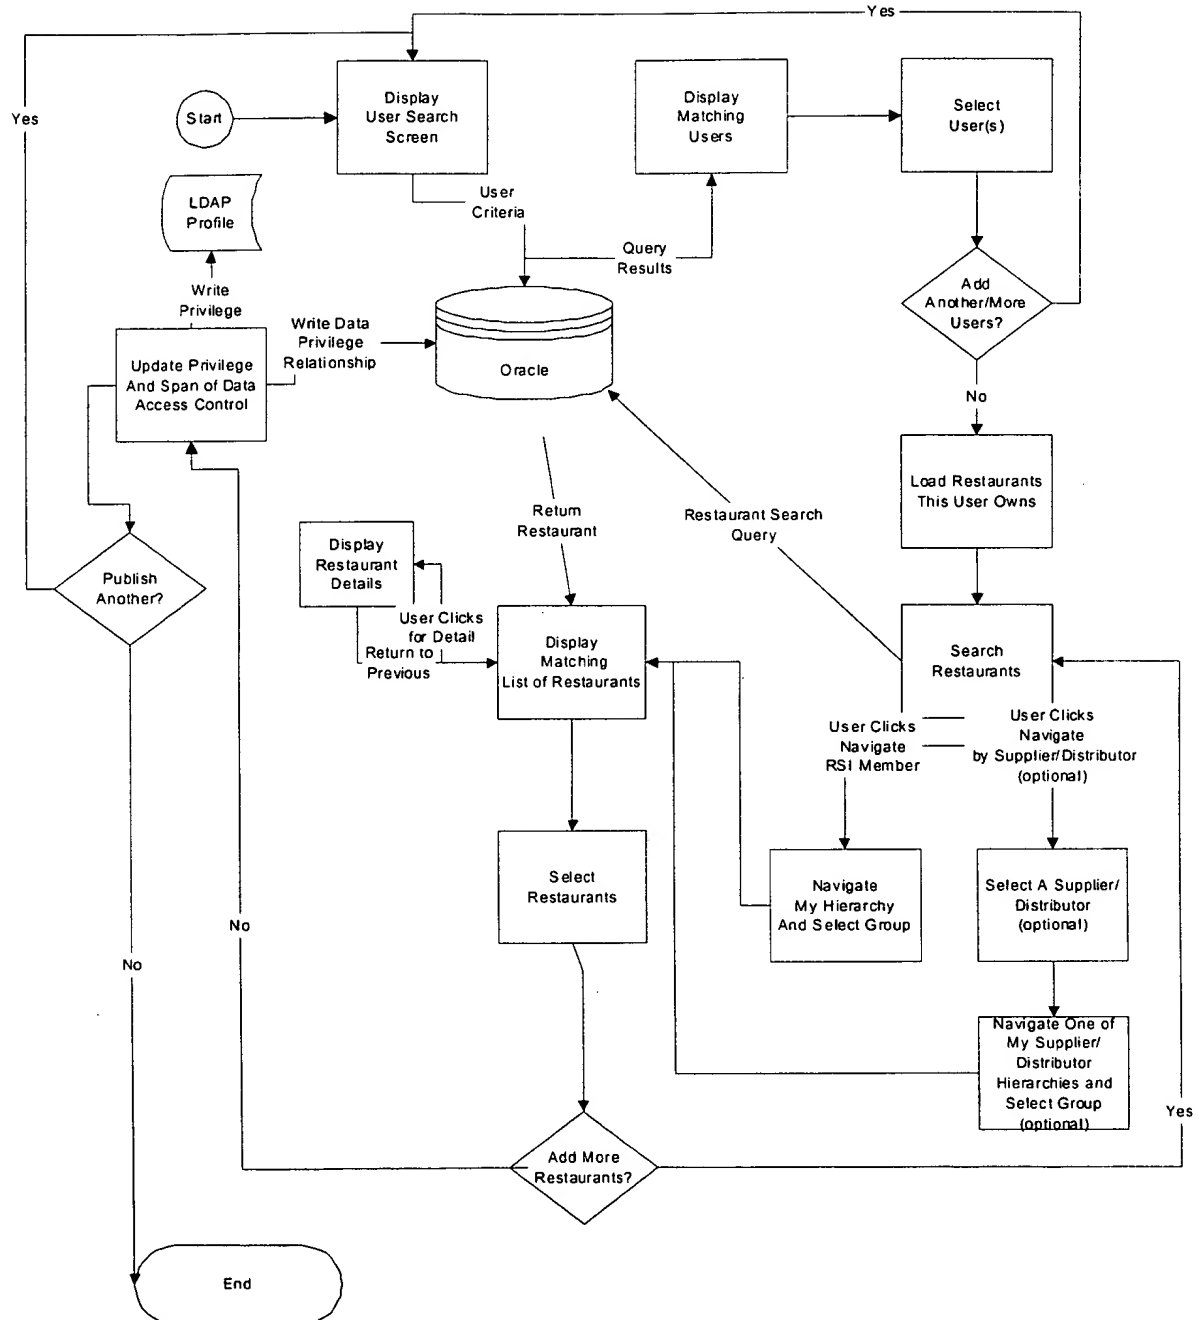 Yes
Yes
Start
Display
User Search
Screen
Display
Matching
Users
Select
User(s)
LDAP
Profile
User
Criteria
Query
Results
Add
Another/More
Users?
Write
Privilege
Write Data
Privilege
Relationship
Oracle
Update Privilege
And Span of Data
Access Control
No
Load Restaurants
This User Owns
Return
Restaurant
Restaurant Search
Query
Display
Restaurant
Details
Publish
Another?
User Clicks
for Detail
Return to
Previous
Display
Matching
List of Restaurants
Search
Restaurants
User Clicks
Navigate
RSI Member
User Clicks
Navigate
by Supplier/Distributor
(optional)
Select
Restaurants
Navigate
My Hierarchy
And Select Group
Select A Supplier/
Distributor
(optional)
No
No
Navigate One of
My Supplier/
Distributor
Hierarchies and
Select Group
(optional)
Yes
Add More
Restaurants?
End